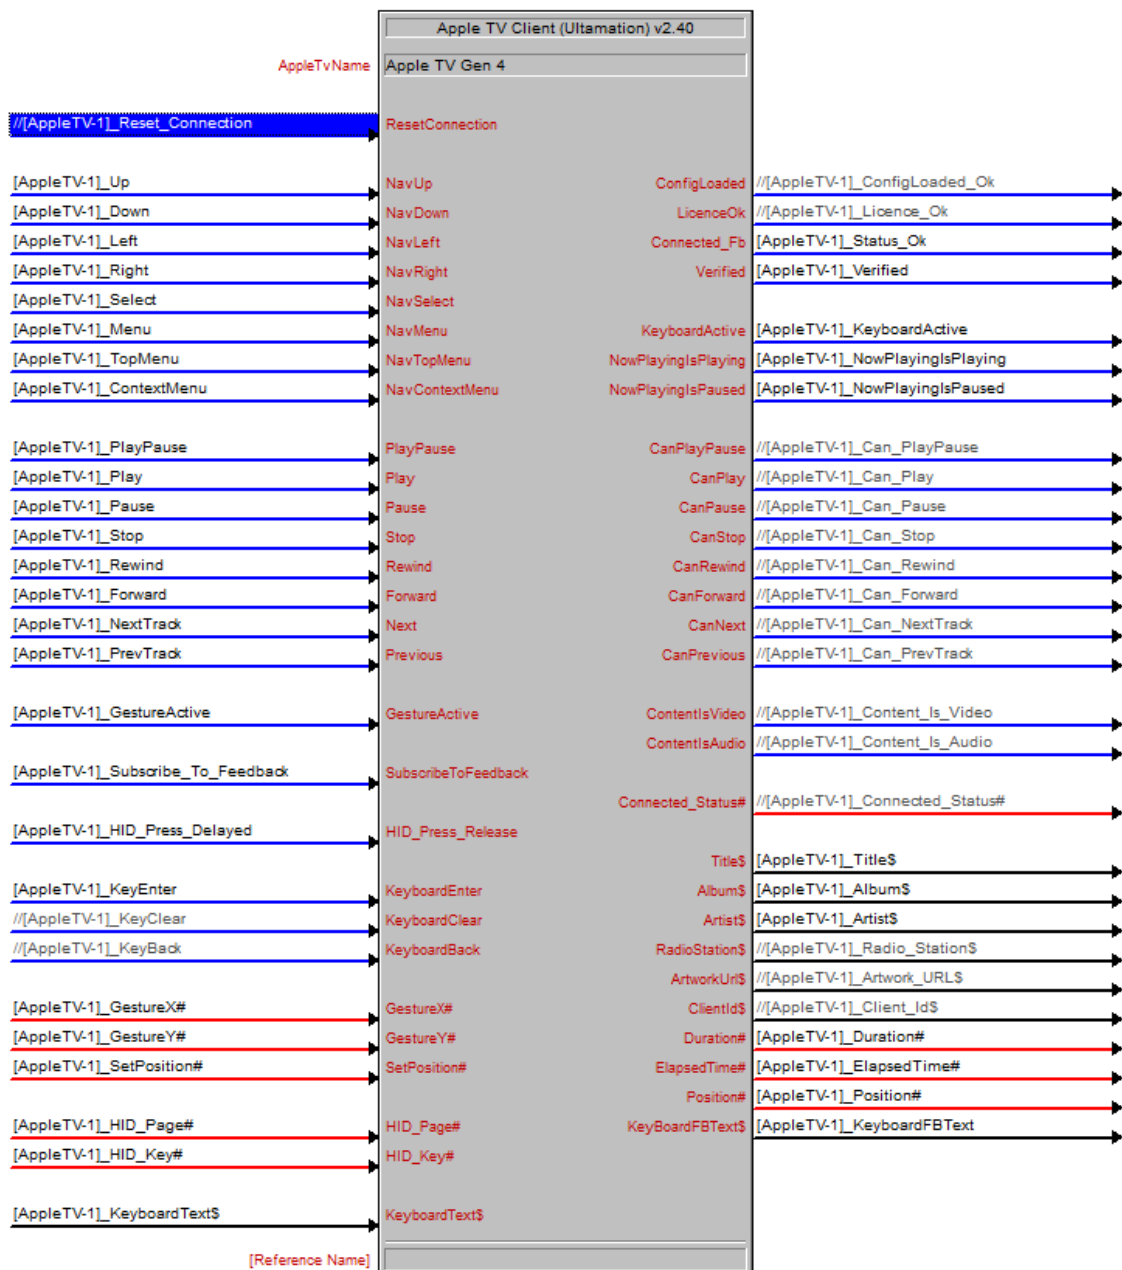 Apple TV Client (Ultamation) v2.40
AppleTvName Apple TV Gen 4
//[AppleTV-1]_Reset_Connection ResetConnection
[AppleTV-1]_Up NavUp ConfigLoaded //[AppleTV-1]_ConfigLoaded_Ok
[AppleTV-1]_Down NavDown LicenceOk //[AppleTV-1]_Licence_Ok
[AppleTV-1]_Left NavLeft Connected_Fb [AppleTV-1]_Status_Ok
[AppleTV-1]_Right NavRight Verified [AppleTV-1]_Verified
[AppleTV-1]_Select NavSelect
[AppleTV-1]_Menu NavMenu KeyboardActive [AppleTV-1]_KeyboardActive
[AppleTV-1]_TopMenu NavTopMenu NowPlayingIsPlaying [AppleTV-1]_NowPlayingIsPlaying
[AppleTV-1]_ContextMenu NavContextMenu NowPlayingIsPaused [AppleTV-1]_NowPlayingIsPaused
[AppleTV-1]_PlayPause PlayPause CanPlayPause //[AppleTV-1]_Can_PlayPause
[AppleTV-1]_Play Play CanPlay //[AppleTV-1]_Can_Play
[AppleTV-1]_Pause Pause CanPause //[AppleTV-1]_Can_Pause
[AppleTV-1]_Stop Stop CanStop //[AppleTV-1]_Can_Stop
[AppleTV-1]_Rewind Rewind CanRewind //[AppleTV-1]_Can_Rewind
[AppleTV-1]_Forward Forward CanForward //[AppleTV-1]_Can_Forward
[AppleTV-1]_NextTrack Next CanNext //[AppleTV-1]_Can_NextTrack
[AppleTV-1]_PrevTrack Previous CanPrevious //[AppleTV-1]_Can_PrevTrack
[AppleTV-1]_GestureActive GestureActive ContentIsVideo //[AppleTV-1]_Content_Is_Video
ContentIsAudio //[AppleTV-1]_Content_Is_Audio
[AppleTV-1]_Subscribe_To_Feedback SubscribeToFeedback
Connected_Status# //[AppleTV-1]_Connected_Status#
[AppleTV-1]_HID_Press_Delayed HID_Press_Release
Title$ [AppleTV-1]_Title$
[AppleTV-1]_KeyEnter KeyboardEnter Album$ [AppleTV-1]_Album$
//[AppleTV-1]_KeyClear KeyboardClear Artist$ [AppleTV-1]_Artist$
//[AppleTV-1]_KeyBack KeyboardBack RadioStation$ //[AppleTV-1]_Radio_Station$
ArtworkUrl$ //[AppleTV-1]_Artwork_URL$
[AppleTV-1]_GestureX# GestureX# ClientId$ //[AppleTV-1]_Client_Id$
[AppleTV-1]_GestureY# GestureY# Duration# [AppleTV-1]_Duration#
[AppleTV-1]_SetPosition# SetPosition# ElapsedTime# [AppleTV-1]_ElapsedTime#
Position# [AppleTV-1]_Position#
[AppleTV-1]_HID_Page# HID_Page# KeyBoardFBText$ [AppleTV-1]_KeyboardFBText
[AppleTV-1]_HID_Key# HID_Key#
[AppleTV-1]_KeyboardText$ KeyboardText$
[Reference Name]